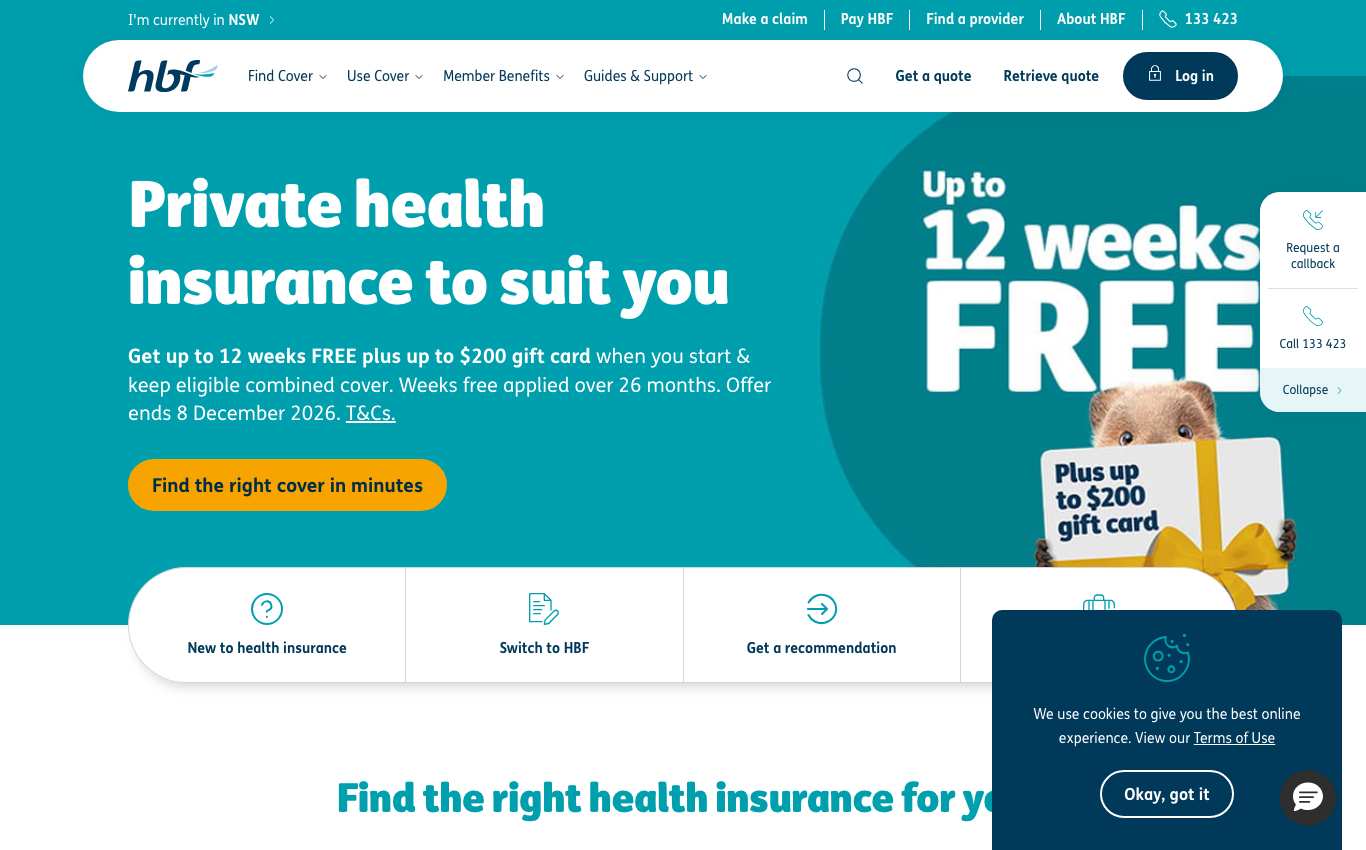 I'm currently in NSW
Make a claim
Pay HBF
Find a provider
About HBF
133 423
hbf
Find Cover
Use Cover
Member Benefits
Guides & Support
Get a quote
Retrieve quote
Log in
Private health
insurance to suit you
Get up to 12 weeks FREE plus up to $200 gift card when you start &
keep eligible combined cover. Weeks free applied over 26 months. Offer
ends 8 December 2026. T&Cs.
Find the right cover in minutes
Up to
12 weeks
FREE
Plus up
to $200
gift card
Request a
callback
Call 133 423
Collapse
New to health insurance
Switch to HBF
Get a recommendation
Find the right health insurance for
We use cookies to give you the best online
experience. View our Terms of Use
Okay, got it